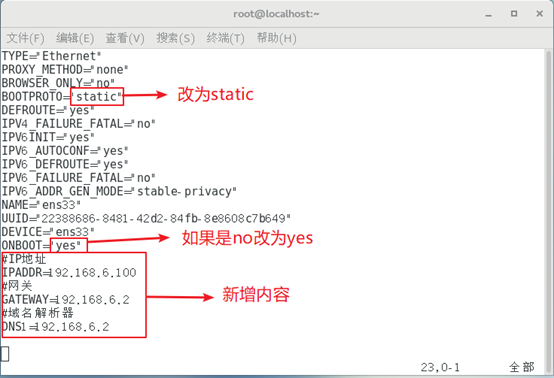 root@localhost:~
文件(F) 编辑(E) 查看(V) 搜索(S) 终端(T) 帮助(H)
TYPE="Ethernet"
PROXY_METHOD="none"
BROWSER_ONLY="no"
BOOTPROTO="static" 改为static
DEFROUTE="yes"
IPV4_FAILURE_FATAL="no"
IPV6INIT="yes"
IPV6_AUTOCONF="yes"
IPV6_DEFROUTE="yes"
IPV6_FAILURE_FATAL="no"
IPV6_ADDR_GEN_MODE="stable-privacy"
NAME="ens33"
UUID="22388686-8481-42d2-84fb-8e8608c7b649"
DEVICE="ens33"
ONBOOT="yes" 如果是no改为yes
#IP地址
IPADDR=192.168.6.100
#网关
GATEWAY=192.168.6.2 新增内容
#域名解析器
DNS1=192.168.6.2
23,0-1 全部